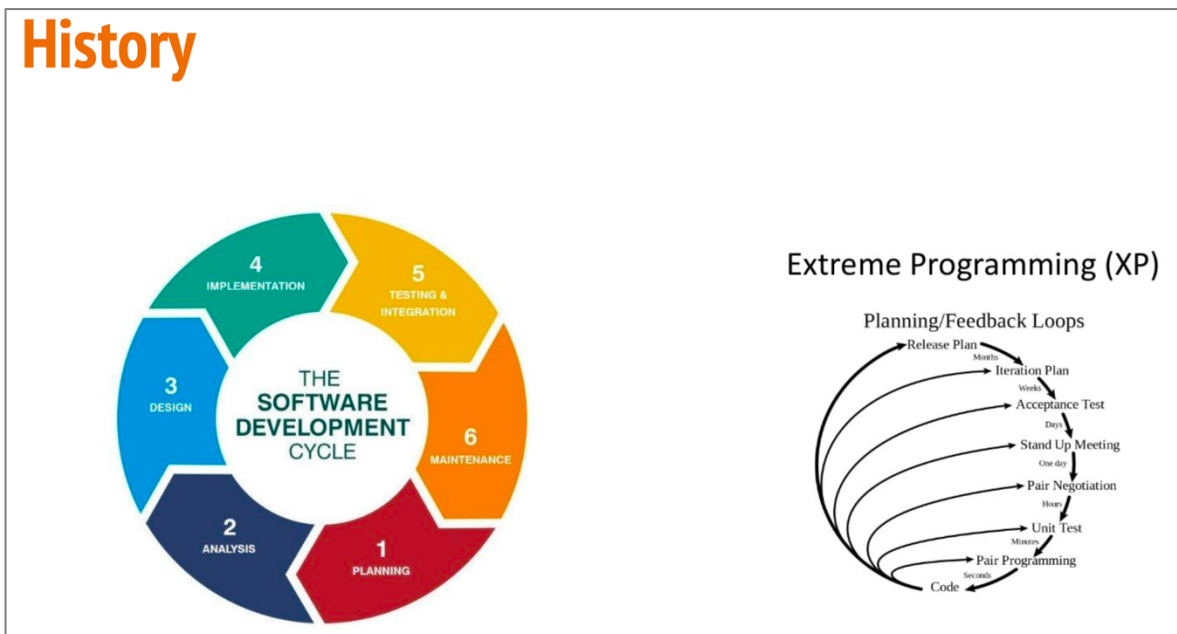 History
4
IMPLEMENTATION
5
TESTING &
INTEGRATION
3
DESIGN
THE
SOFTWARE
DEVELOPMENT
CYCLE
6
MAINTENANCE
2
ANALYSIS
1
PLANNING
Extreme Programming (XP)
Planning/Feedback Loops
Release Plan
Months
Iteration Plan
Weeks
Acceptance Test
Days
Stand Up Meeting
One day
Pair Negotiation
Hours
Unit Test
Minutes
Pair Programming
Seconds
Code